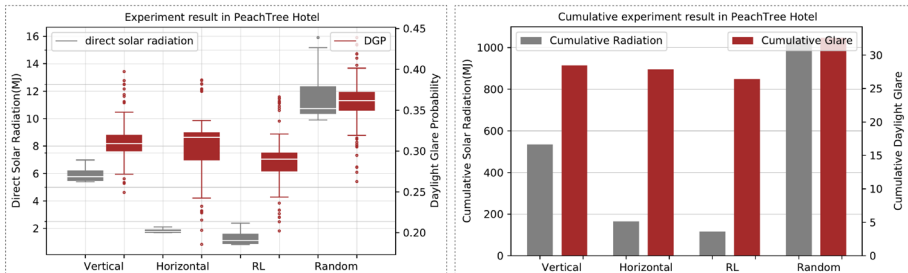 Experiment result in PeachTree Hotel
direct solar radiation
DGP
Direct Solar Radiation(MJ)
16
14
12
10
8
6
4
2
0.45
0.40
0.35
0.30
0.25
0.20
Daylight Glare Probability
Vertical Horizontal RL Random
Cumulative experiment result in PeachTree Hotel
Cumulative Radiation
Cumulative Glare
Cumulative Solar Radiation(MJ)
1000
800
600
400
200
0
30
25
20
15
10
5
0
Cumulative Daylight Glare
Vertical Horizontal RL Random